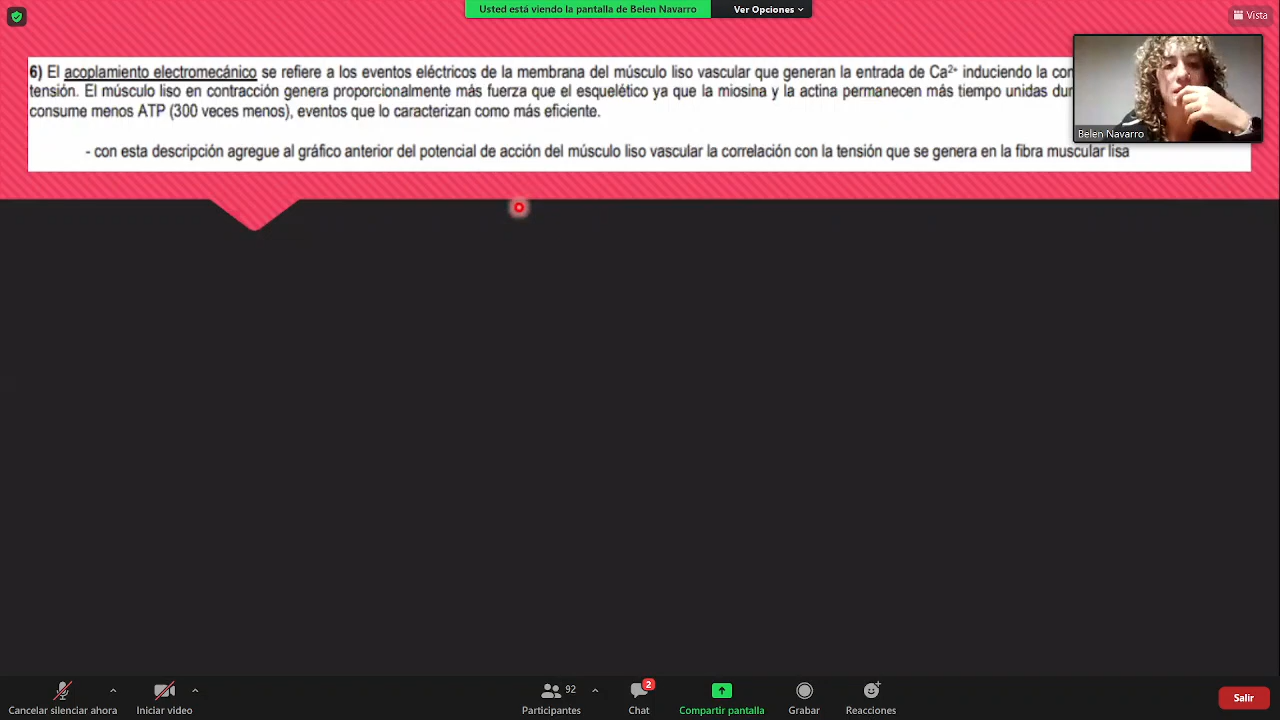 Usted está viendo la pantalla de Belen Navarro
Ver Opciones
Vista
6) El acoplamiento electromecánico se refiere a los eventos eléctricos de la membrana del músculo liso vascular que generan la entrada de Ca²⁺ induciendo la
tensión. El músculo liso en contracción genera proporcionalmente más fuerza que el esquelético ya que la miosina y la actina permanecen más tiempo unidas
consume menos ATP (300 veces menos), eventos que lo caracterizan como más eficiente.
Belen Navarro
- con esta descripción agregue al gráfico anterior del potencial de acción del músculo liso vascular la correlación con la tensión que se genera en la fibra muscular lisa
Cancelar silenciar ahora
Iniciar video
92
Participantes
2
Chat
Compartir pantalla
Grabar
Reacciones
Salir